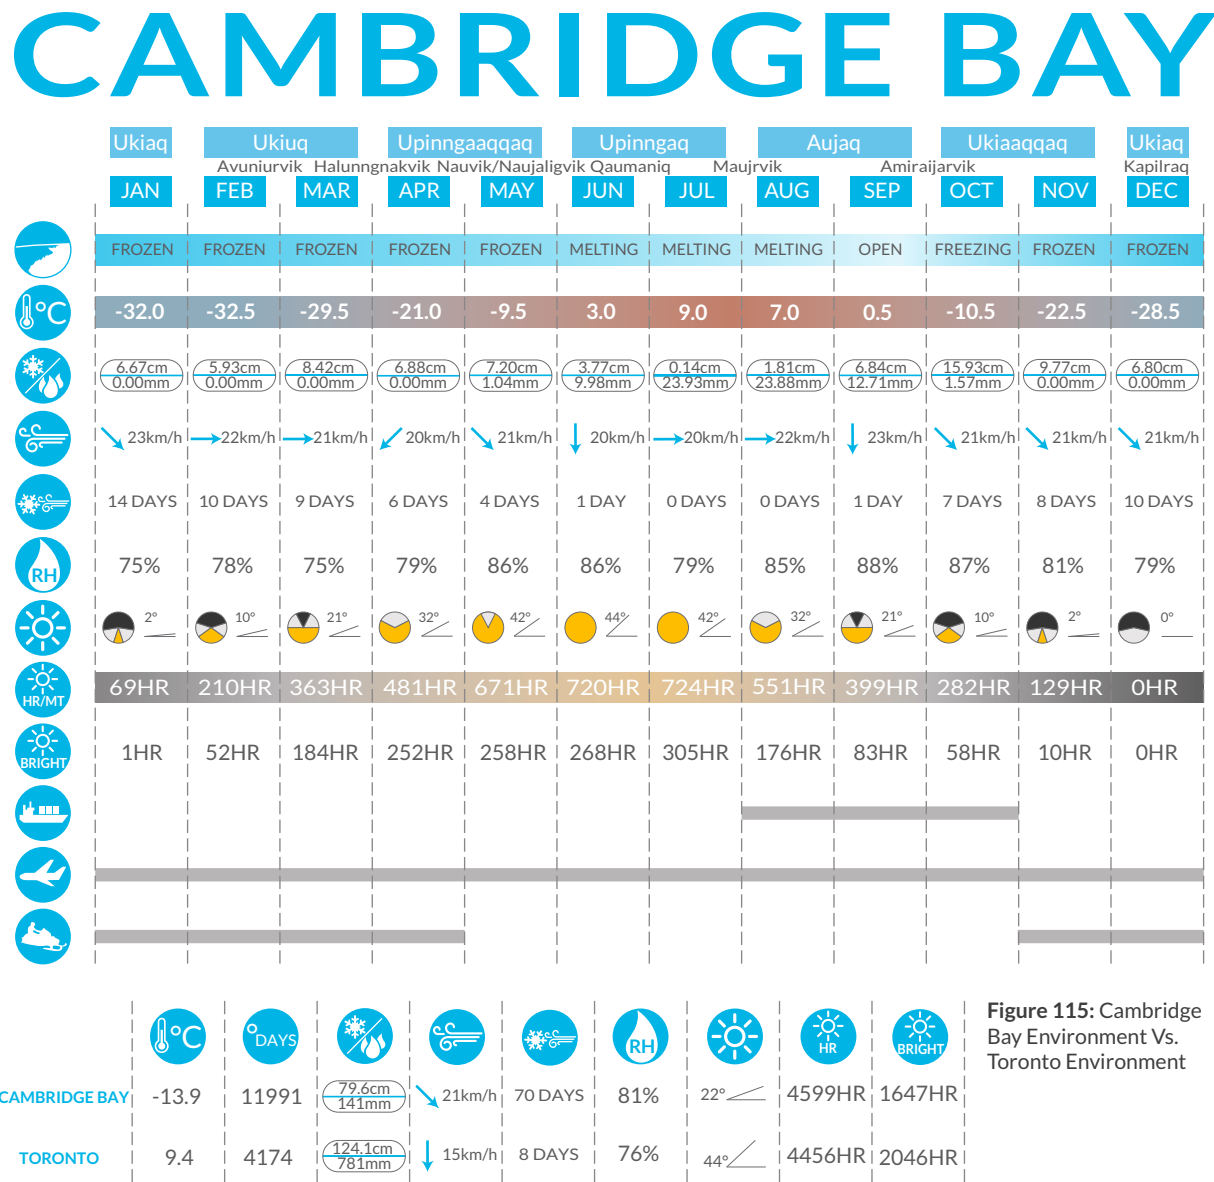 CAMBRIDGE BAY
Ukiaq Ukiuq Upinngaaqqaq Upinngaq Aujaq Ukiaaqqaq Ukiaq
Avuniurvik Halunngnakvik Nauvik/Naujaligvik Qaumaniq Maujrvik Amiraijarvik Kapilraq
JAN FEB MAR APR MAY JUN JUL AUG SEP OCT NOV DEC
FROZEN FROZEN FROZEN FROZEN FROZEN MELTING MELTING MELTING OPEN FREEZING FROZEN FROZEN
°C -32.0 -32.5 -29.5 -21.0 -9.5 3.0 9.0 7.0 0.5 -10.5 -22.5 -28.5
6.67cm 5.93cm 8.42cm 6.88cm 7.20cm 3.77cm 0.14cm 1.81cm 6.84cm 15.93cm 9.77cm 6.80cm
0.00mm 0.00mm 0.00mm 0.00mm 1.04mm 9.98mm 23.93mm 23.88mm 12.71mm 1.57mm 0.00mm 0.00mm
23km/h 22km/h 21km/h 20km/h 21km/h 20km/h 20km/h 22km/h 23km/h 21km/h 21km/h 21km/h
14 DAYS 10 DAYS 9 DAYS 6 DAYS 4 DAYS 1 DAY 0 DAYS 0 DAYS 1 DAY 7 DAYS 8 DAYS 10 DAYS
RH 75% 78% 75% 79% 86% 86% 79% 85% 88% 87% 81% 79%
2° 10° 21° 32° 42° 44° 42° 32° 21° 10° 2° 0°
HR/MT 69HR 210HR 363HR 481HR 671HR 720HR 724HR 551HR 399HR 282HR 129HR 0HR
BRIGHT 1HR 52HR 184HR 252HR 258HR 268HR 305HR 176HR 83HR 58HR 10HR 0HR
°C °DAYS RH HR BRIGHT
CAMBRIDGE BAY -13.9 11991 79.6cm 141mm 21km/h 70 DAYS 81% 22° 4599HR 1647HR
TORONTO 9.4 4174 124.1cm 781mm 15km/h 8 DAYS 76% 44° 4456HR 2046HR
Figure 115: Cambridge
Bay Environment Vs.
Toronto Environment